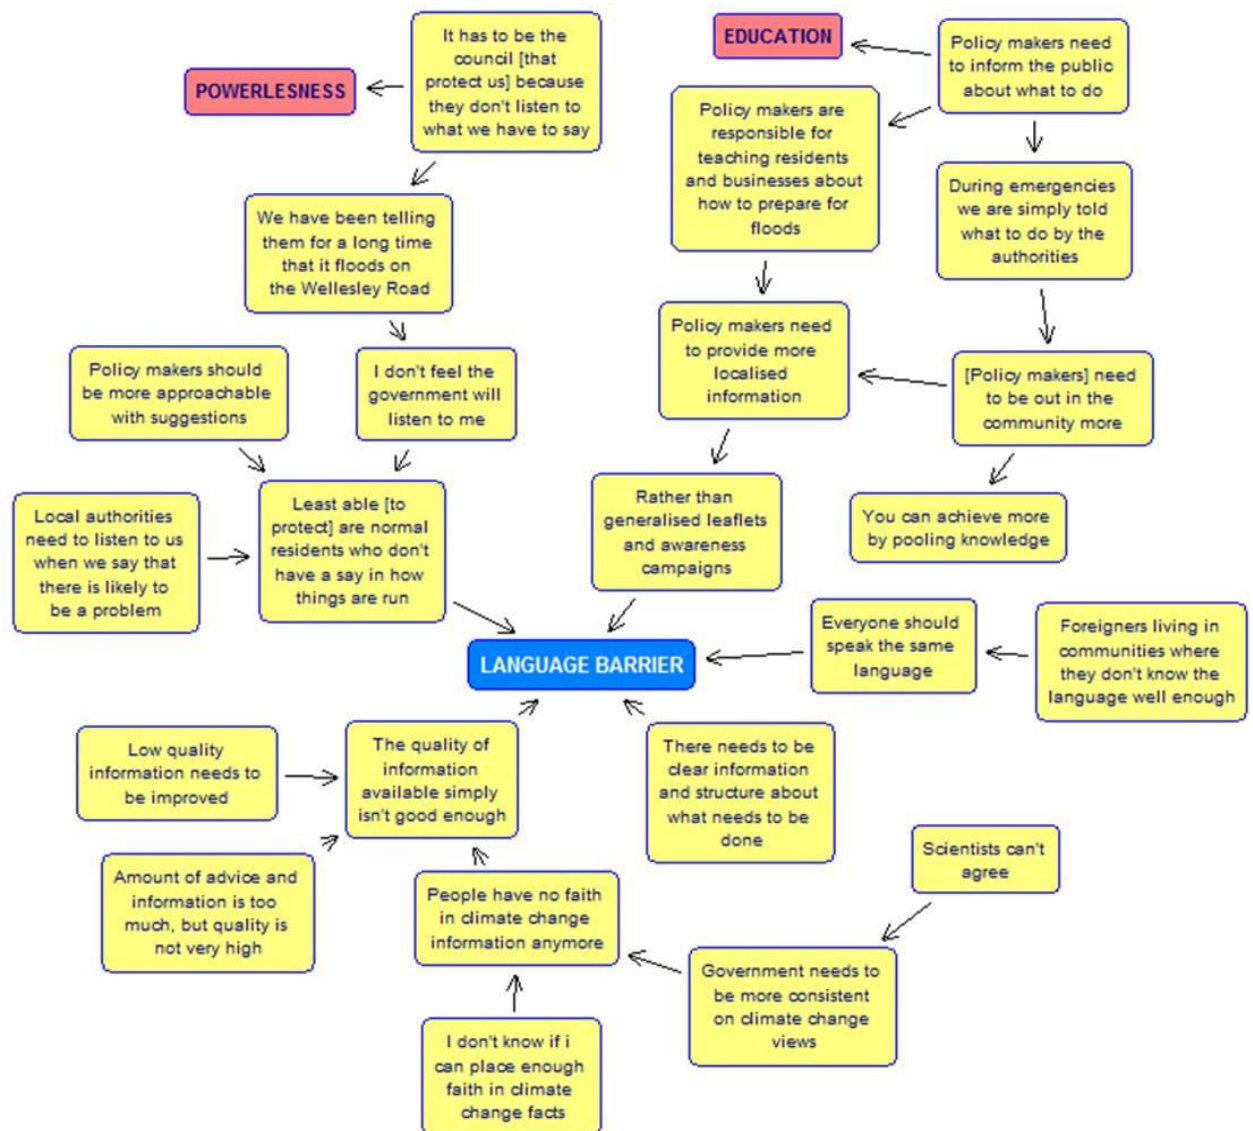 POWERLESNESS
It has to be the
council [that
protect us] because
they don't listen to
what we have to say
EDUCATION
Policy makers need
to inform the public
about what to do
Policy makers are
responsible for
teaching residents
and businesses about
how to prepare for
floods
During emergencies
we are simply told
what to do by the
authorities
We have been telling
them for a long time
that it floods on
the Wellesley Road
Policy makers need
to provide more
localised
information
Policy makers should
be more approachable
with suggestions
I don't feel the
government will
listen to me
[Policy makers] need
to be out in the
community more
Local authorities
need to listen to us
when we say that
there is likely to
be a problem
Least able [to
protect] are normal
residents who don't
have a say in how
things are run
Rather than
generalised leaflets
and awareness
campaigns
You can achieve more
by pooling knowledge
LANGUAGE BARRIER
Everyone should
speak the same
language
Foreigners living in
communities where
they don't know the
language well enough
Low quality
information needs to
be improved
The quality of
information
available simply
isn't good enough
There needs to be
clear information
and structure about
what needs to be
done
Amount of advice and
information is too
much, but quality is
not very high
People have no faith
in climate change
information anymore
Scientists can't
agree
Government needs to
be more consistent
on climate change
views
I don't know if i
can place enough
faith in climate
change facts